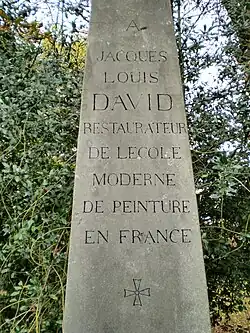 A
JACQUES
LOUIS
DAVID
RESTAURATEUR
DE LECOLE
MODERNE
DE PEINTURE
EN FRANCE